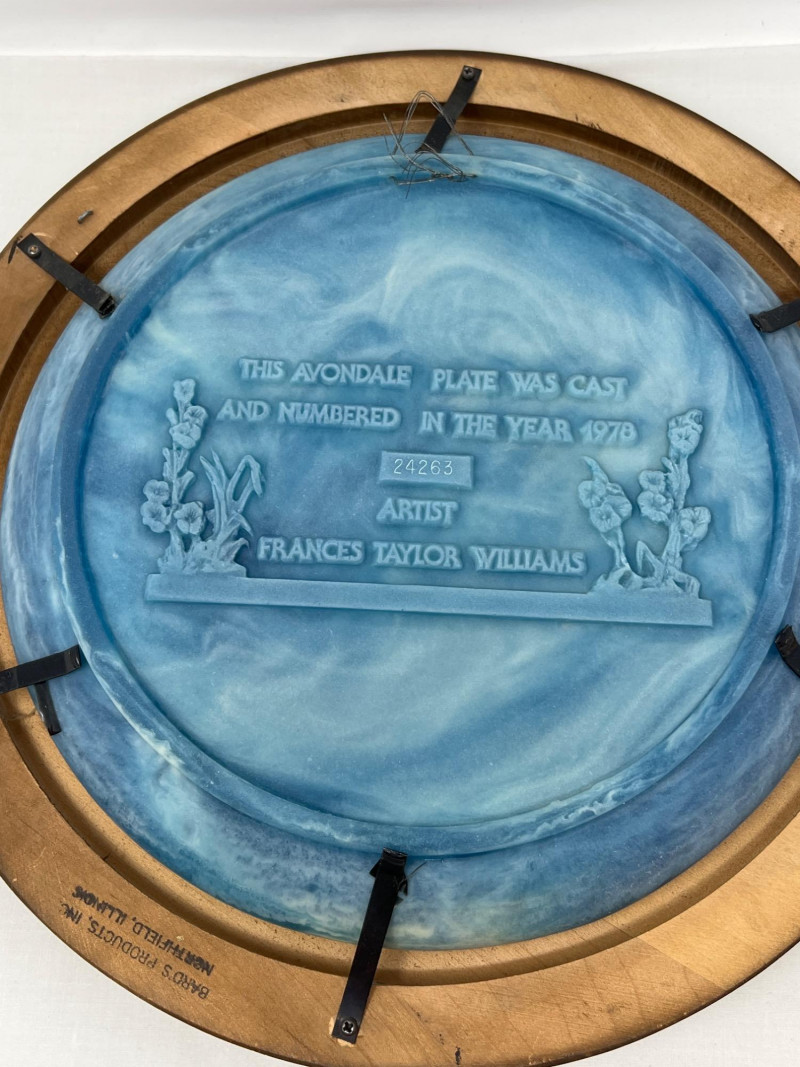 THIS AVONDALE PLATE WAS CAST
AND NUMBERED IN THE YEAR 1978
24263
ARTIST
FRANCES TAYLOR WILLIAMS
BARD'S PRODUCTS, INC
NORTHFIELD, ILLINOIS